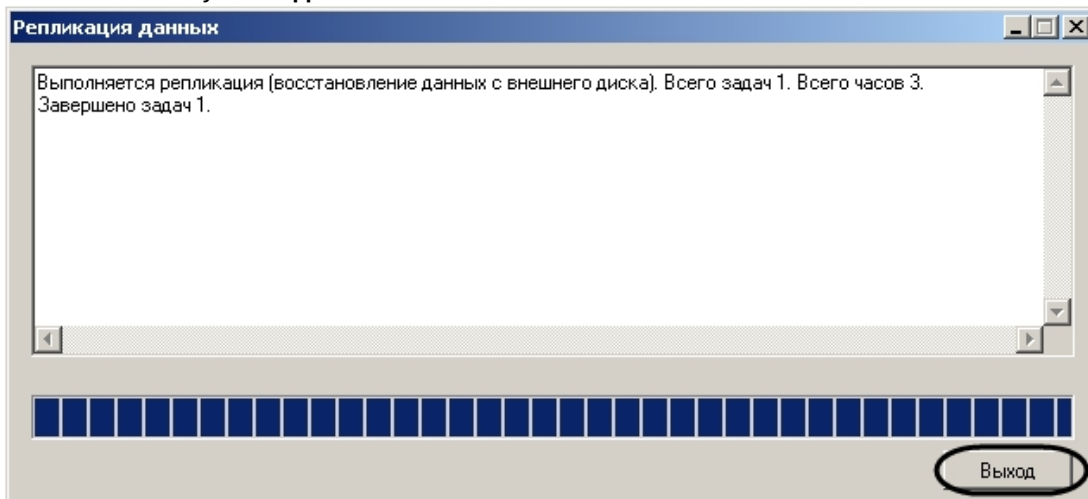 Репликация данных
Выполняется репликация (восстановление данных с внешнего диска). Всего задач 1. Всего часов 3.
Завершено задач 1.
Выход